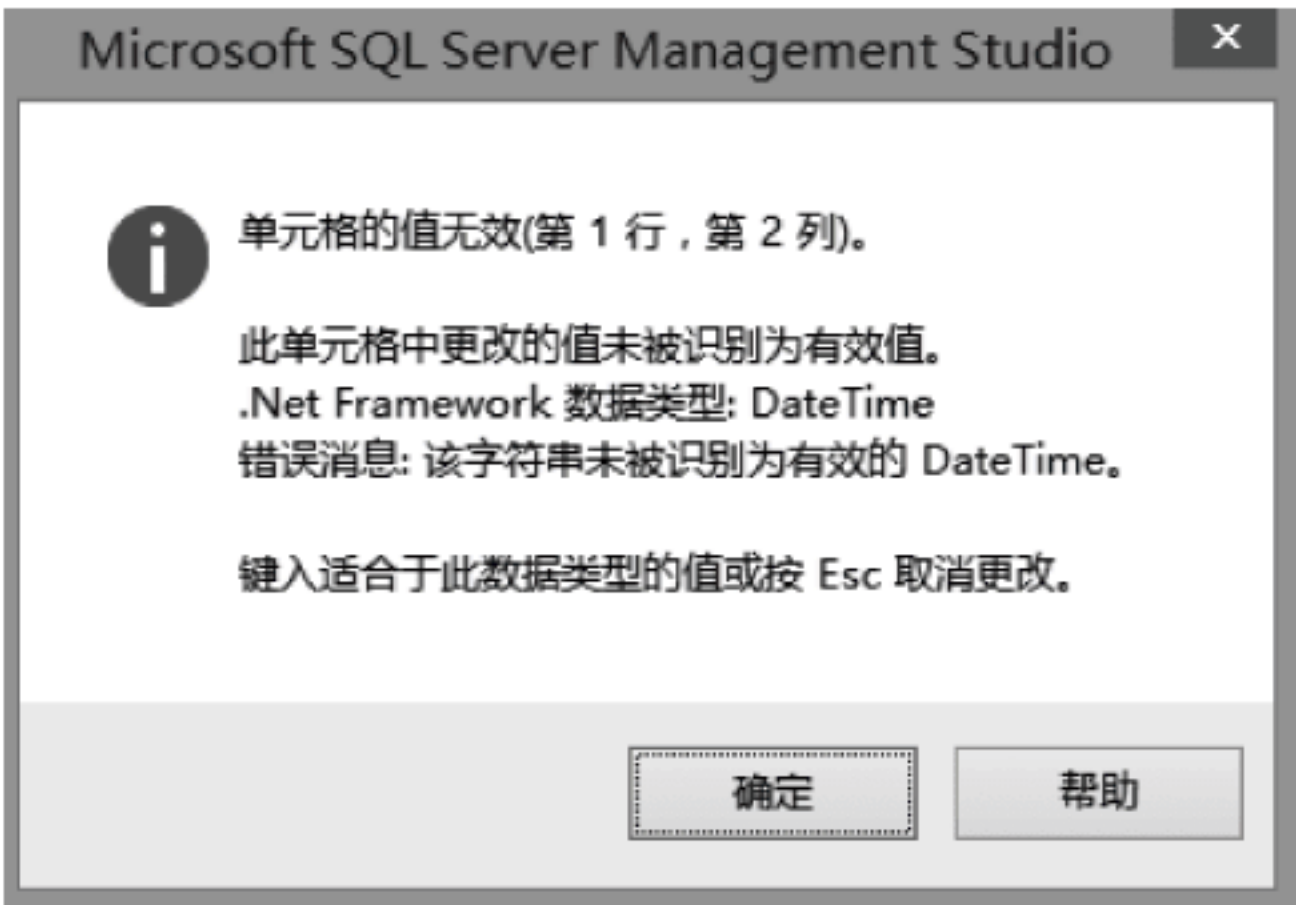 Microsoft SQL Server Management Studio
单元格的值无效(第 1 行，第 2 列)。
此单元格中更改的值未被识别为有效值。
.Net Framework 数据类型: DateTime
错误消息: 该字符串未被识别为有效的 DateTime。
键入适合于此数据类型的值或按 Esc 取消更改。
确定
帮助